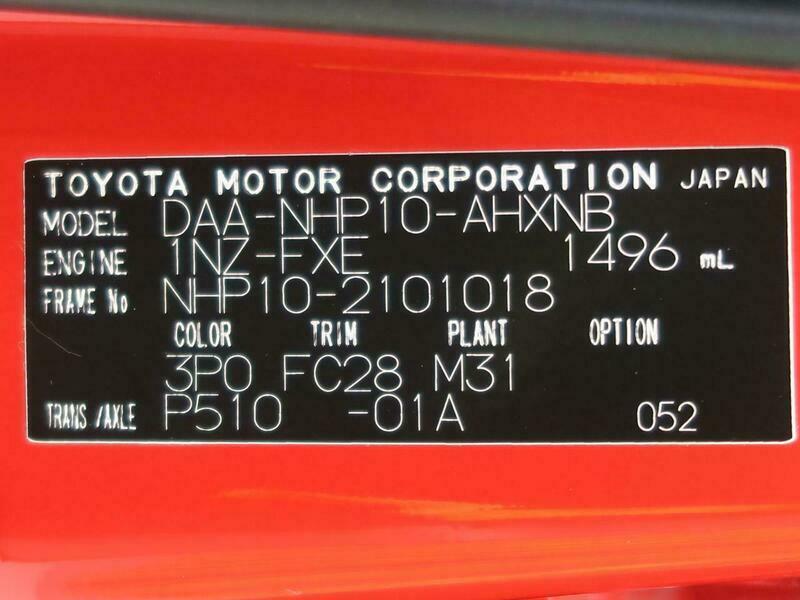 TOYOTA MOTOR CORPORATION JAPAN
MODEL DAA-NHP10-AHXNB
ENGINE 1NZ-FXE 1496 mL
FRAME No NHP10-2101018
COLOR TRIM PLANT OPTION
3P0 FC28 M31
TRANS/AXLE P510 -01A 052